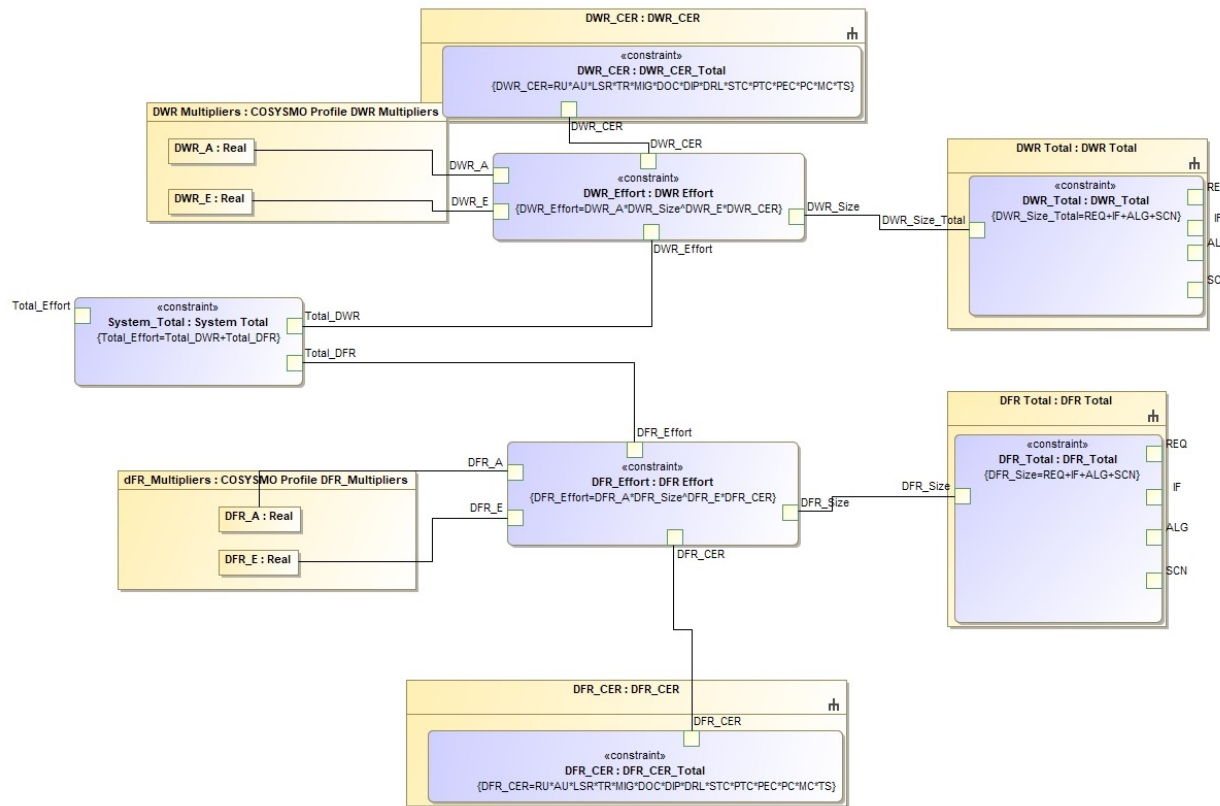 DWR_CER : DWR_CER
«constraint»
DWR_CER : DWR_CER_Total
{DWR_CER=RU*AU*LSR*TR*MIG*DOC*DIP*DRL*STC*PTC*PEC*PC*MC*TS}
DWR_CER
DWR Multipliers : COSYSMO Profile DWR Multipliers
DWR_A : Real
DWR_E : Real
DWR_A
DWR_E
DWR_CER
«constraint»
DWR_Effort : DWR Effort
{DWR_Effort=DWR_A*DWR_Size^DWR_E*DWR_CER}
DWR_Size
DWR_Effort
DWR Total : DWR Total
DWR_Size_Total
«constraint»
DWR_Total : DWR_Total
{DWR_Size_Total=REQ+IF+ALG+SCN}
RE
IF
AL
SC
Total_Effort
«constraint»
System_Total : System Total
{Total_Effort=Total_DWR+Total_DFR}
Total_DWR
Total_DFR
DFR_Effort
dFR_Multipliers : COSYSMO Profile DFR_Multipliers
DFR_A : Real
DFR_E : Real
DFR_A
DFR_E
«constraint»
DFR_Effort : DFR Effort
{DFR_Effort=DFR_A*DFR_Size^DFR_E*DFR_CER}
DFR_Size
DFR_CER
DFR Total : DFR Total
DFR_Size
«constraint»
DFR_Total : DFR_Total
{DFR_Size=REQ+IF+ALG+SCN}
REQ
IF
ALG
SCN
DFR_CER : DFR_CER
DFR_CER
«constraint»
DFR_CER : DFR_CER_Total
{DFR_CER=RU*AU*LSR*TR*MIG*DOC*DIP*DRL*STC*PTC*PEC*PC*MC*TS}